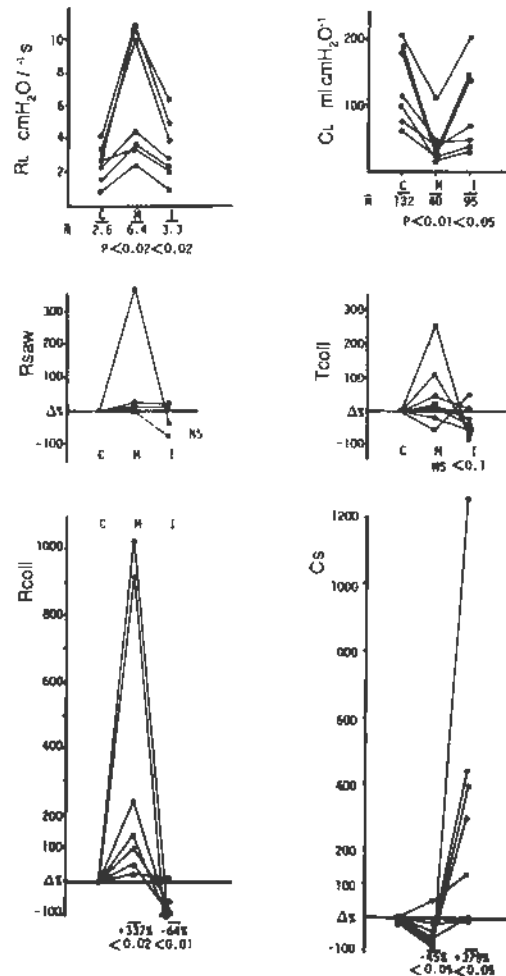 RL cmH2O/⁻¹s
10
8
6
4
2
C M I
x̄ 2.6 6.4 3.3
P<0.02<0.02
CL ml cmH2O⁻¹
200
100
C M I
x̄ 132 40 95
P<0.01<0.05
Rsaw
300
200
100
Δ%
-100
C M I
NS
Tcoll
300
200
100
Δ%
-100
C M I
NS <0.1
Rcoll
C M I
1000
800
600
400
200
100
Δ%
-100
+337% -64%
<0.02 <0.01
Cs
1200
1000
800
600
400
200
100
Δ%
-100
-45% +278%
<0.05 <0.05